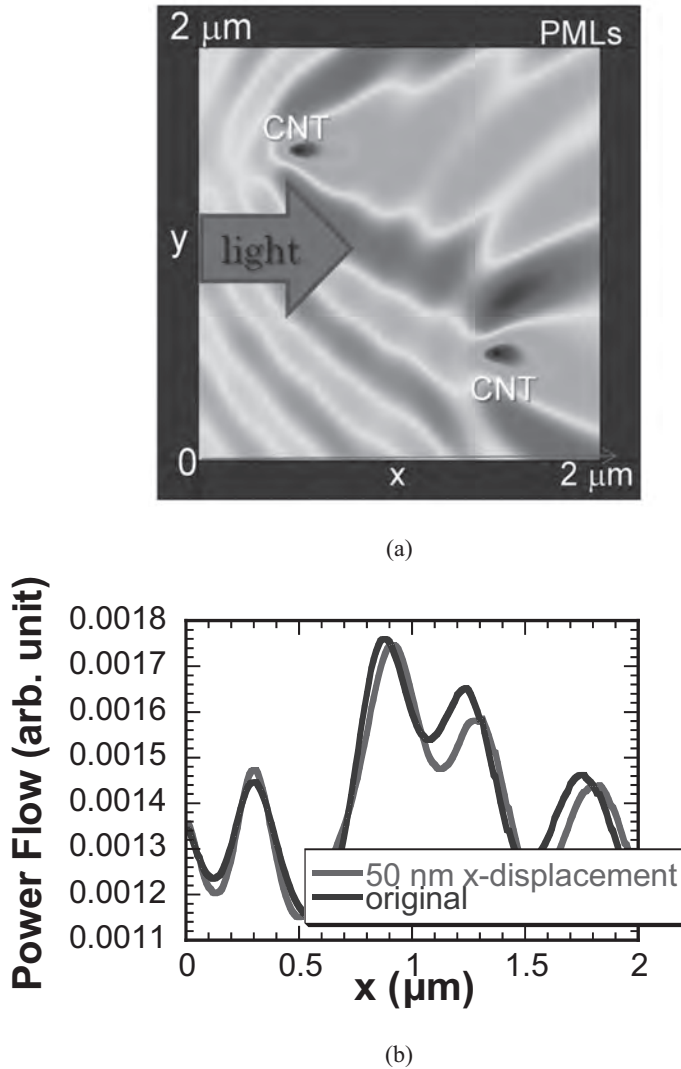 2 μm PMLs
CNT
y
light
CNT
0 x 2 μm
(a)
Power Flow (arb. unit)
0.0018
0.0017
0.0016
0.0015
0.0014
0.0013
0.0012
0.0011
50 nm x-displacement
original
0 0.5 1 1.5 2
x (μm)
(b)